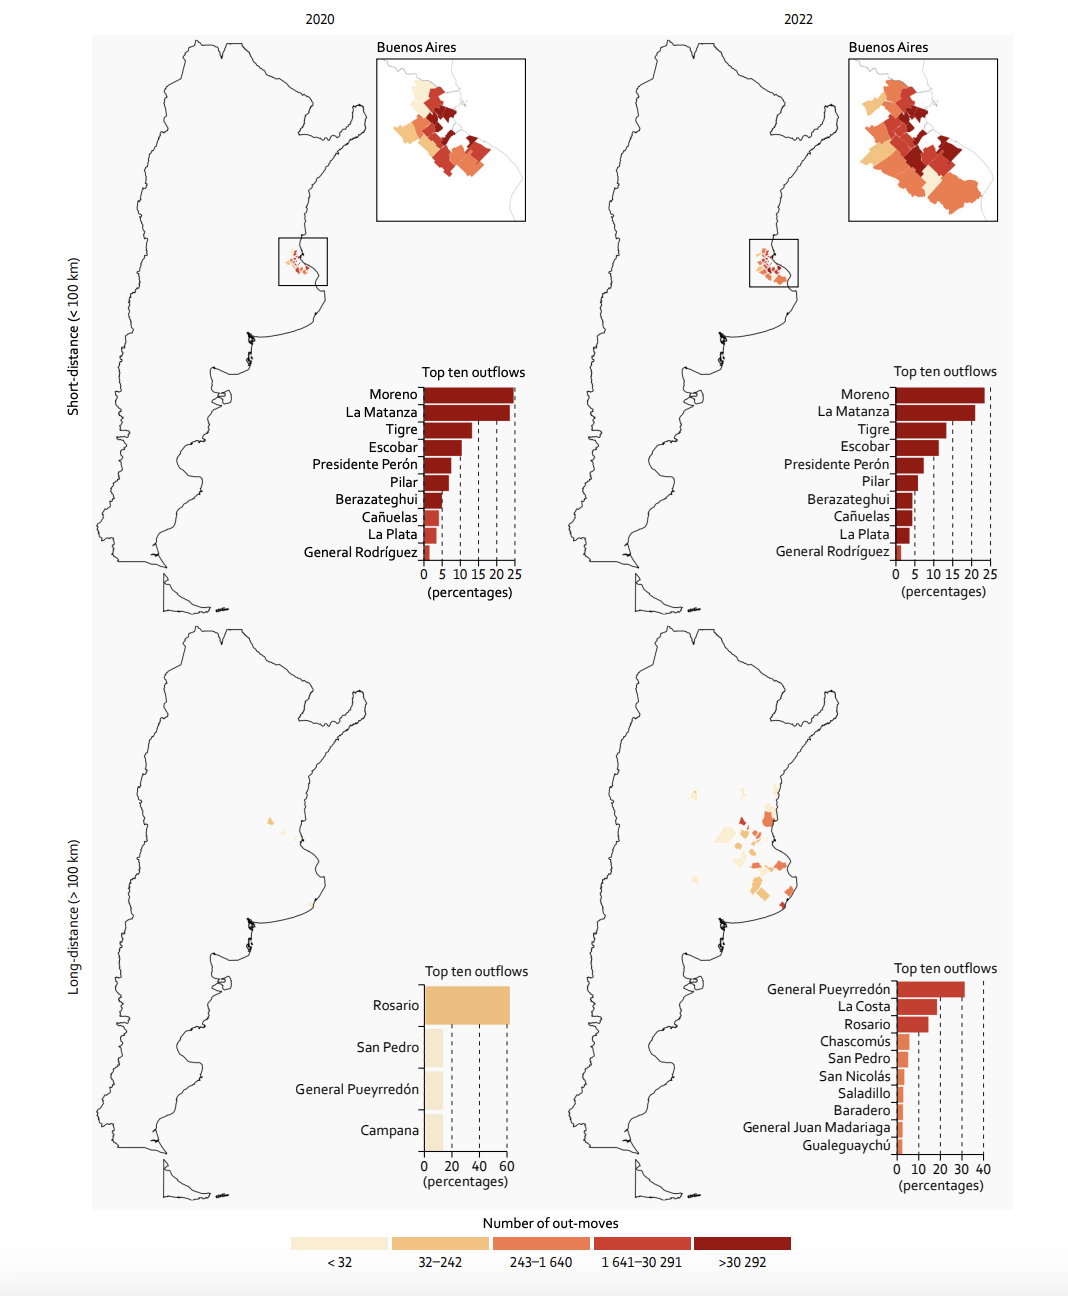 2020
2022
Short-distance (< 100 km)
Buenos Aires
Top ten outflows
Moreno
La Matanza
Tigre
Escobar
Presidente Perón
Pilar
Berazateghui
Cañuelas
La Plata
General Rodríguez
0 5 10 15 20 25
(percentages)
Buenos Aires
Top ten outflows
Moreno
La Matanza
Tigre
Escobar
Presidente Perón
Pilar
Berazateghui
Cañuelas
La Plata
General Rodríguez
0 5 10 15 20 25
(percentages)
Long-distance (> 100 km)
Top ten outflows
Rosario
San Pedro
General Pueyrredón
Campana
0 20 40 60
(percentages)
Top ten outflows
General Pueyrredón
La Costa
Rosario
Chascomús
San Pedro
San Nicolás
Saladillo
Baradero
General Juan Madariaga
Gualeguaychú
0 10 20 30 40
(percentages)
Number of out-moves
< 32 32–242 243–1 640 1 641–30 291 >30 292